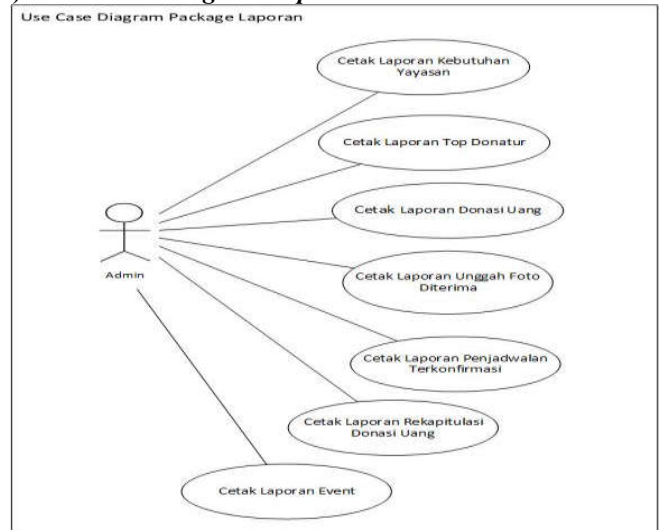 Use Case Diagram Package Laporan
Cetak Laporan Kebutuhan
Yayasan
Cetak Laporan Top Donatur
Cetak Laporan Donasi Uang
Admin
Cetak Laporan Unggah Foto
Diterima
Cetak Laporan Penjadwalan
Terkonfirmasi
Cetak Laporan Rekapitulasi
Donasi Uang
Cetak Laporan Event